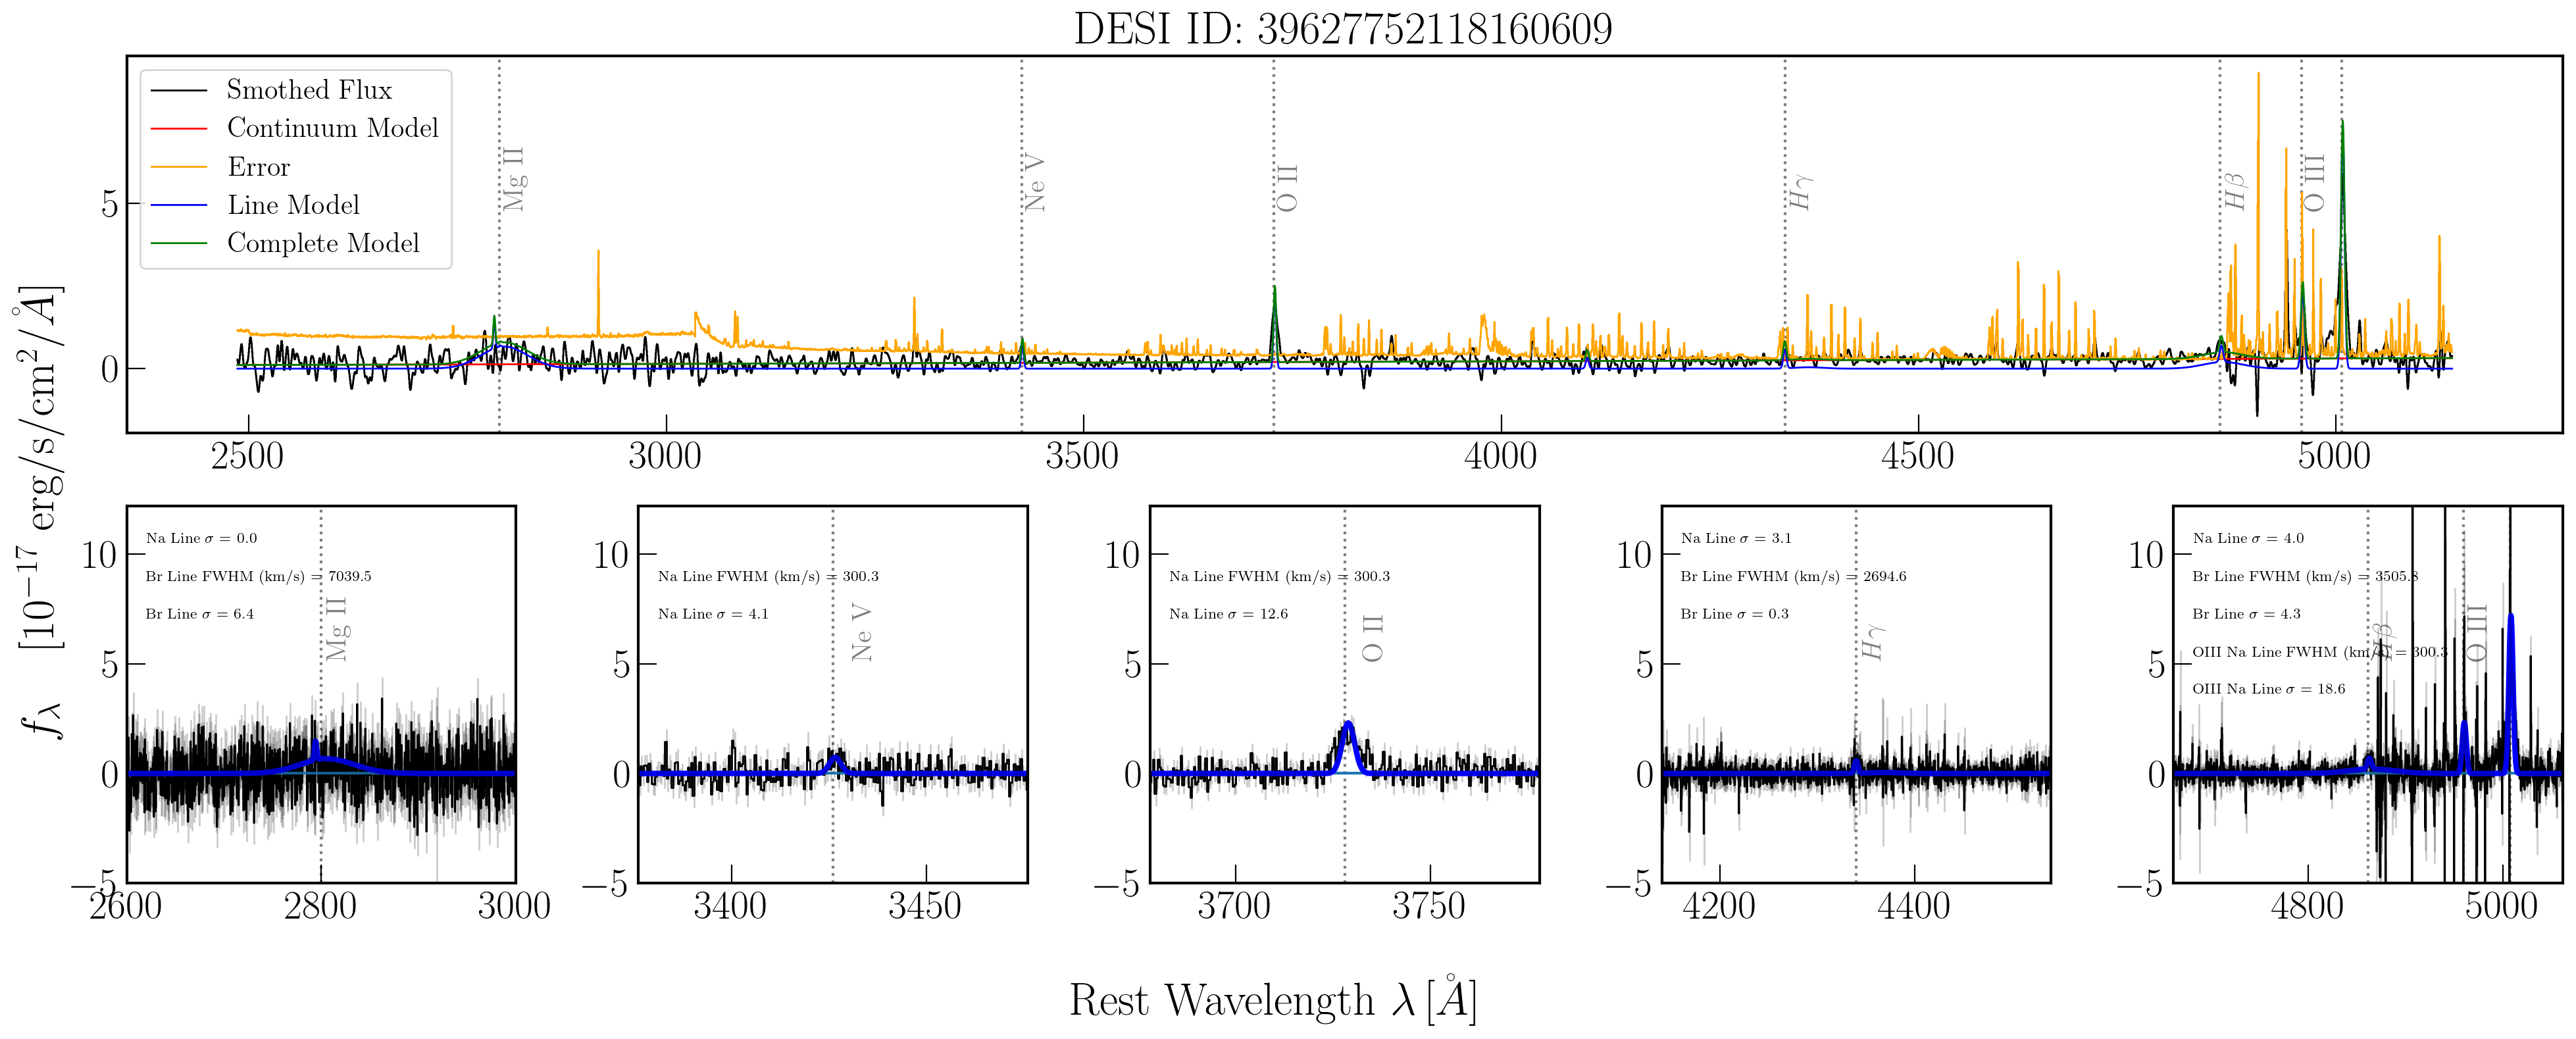 DESI ID: 39627752118160609
Smothed Flux
Continuum Model
Error
Line Model
Complete Model
Mg II
Ne V
O II
Hγ
Hβ
O III
5
0
2500 3000 3500 4000 4500 5000
f_λ [10^{-17} erg/s/cm^2/Å]
10
5
0
−5
Na Line σ = 0.0
Br Line FWHM (km/s) = 7039.5
Br Line σ = 6.4
Mg II
2600 2800 3000
10
5
0
−5
Na Line FWHM (km/s) = 300.3
Na Line σ = 4.1
Ne V
3400 3450
10
5
0
−5
Na Line FWHM (km/s) = 300.3
Na Line σ = 12.6
O II
3700 3750
10
5
0
−5
Na Line σ = 3.1
Br Line FWHM (km/s) = 2694.6
Br Line σ = 0.3
Hγ
4200 4400
10
5
0
−5
Na Line σ = 4.0
Br Line FWHM (km/s) = 3505.8
Br Line σ = 4.3
OIII Na Line FWHM (km/s) = 300.3
OIII Na Line σ = 18.6
Hβ
O III
4800 5000
Rest Wavelength λ [Å]